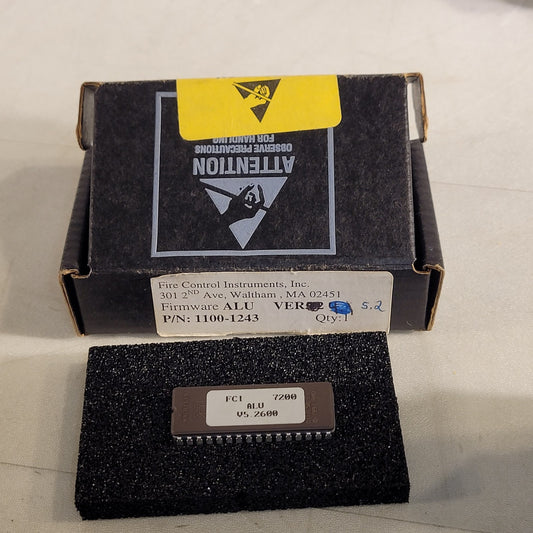 ATTENTION
OBSERVE PRECAUTIONS
FOR HANDLING
Fire Control Instruments, Inc.
301 2ND Ave, Waltham , MA 02451
Firmware ALU VER 5.2
P/N: 1100-1243 Qty:1
FCI 7200
ALU
V5.2600